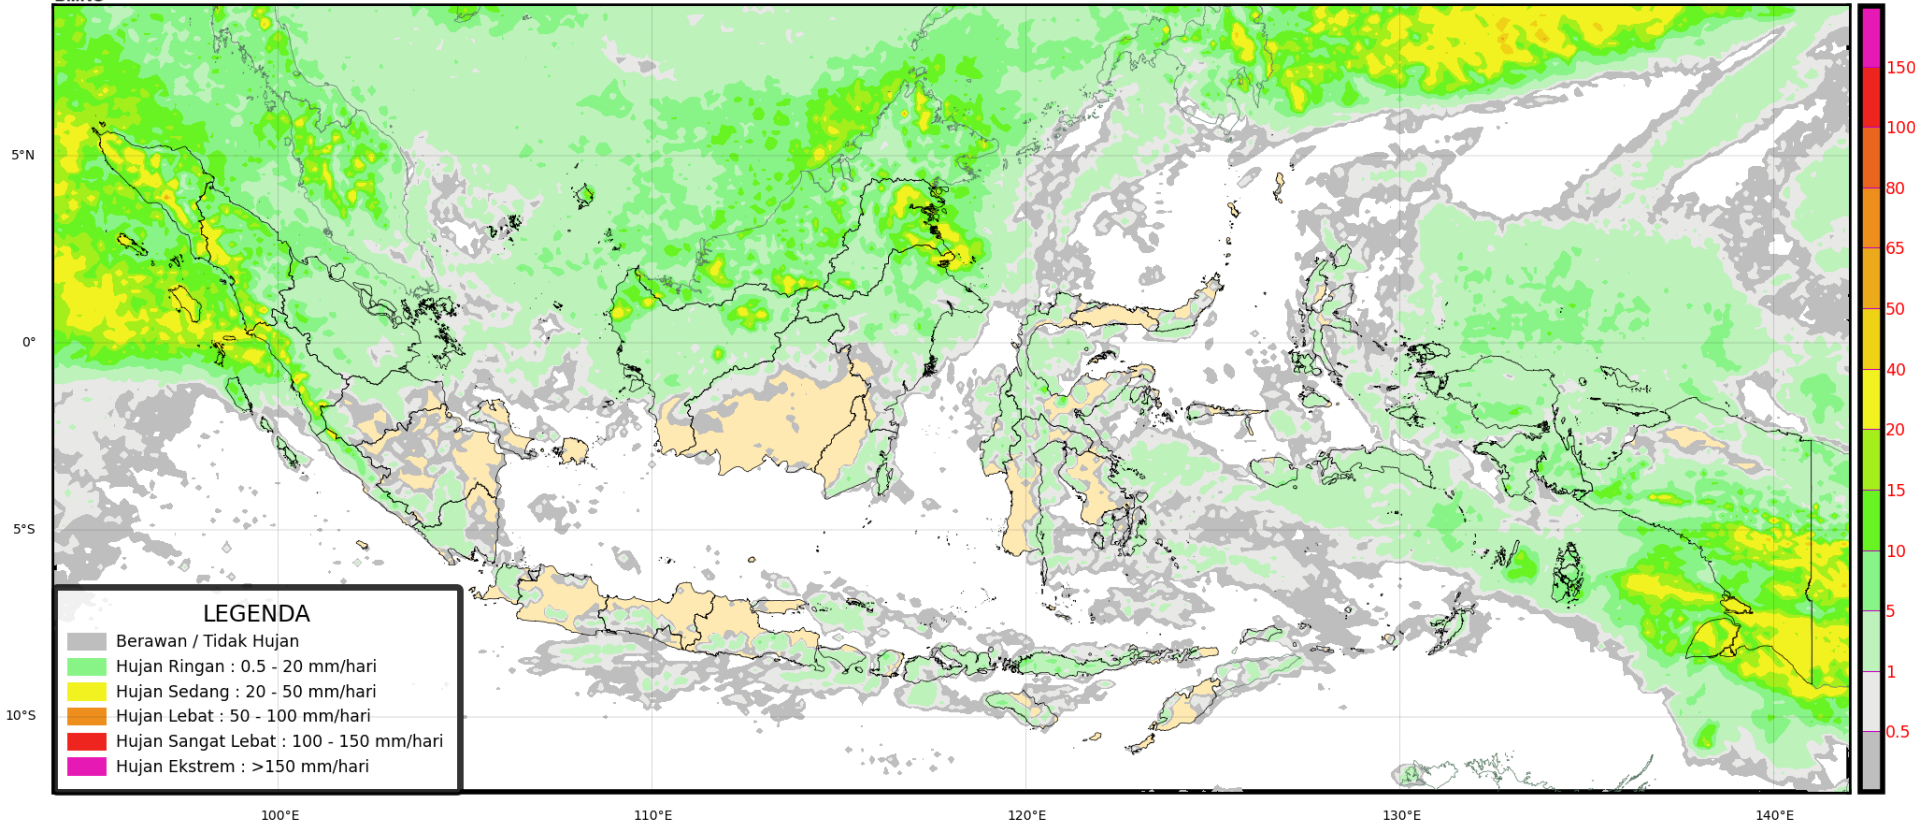 5°N
0°
5°S
10°S
100°E
110°E
120°E
130°E
140°E
LEGENDA
Berawan / Tidak Hujan
Hujan Ringan : 0.5 - 20 mm/hari
Hujan Sedang : 20 - 50 mm/hari
Hujan Lebat : 50 - 100 mm/hari
Hujan Sangat Lebat : 100 - 150 mm/hari
Hujan Ekstrem : >150 mm/hari
150
100
80
65
50
40
20
15
10
5
1
0.5